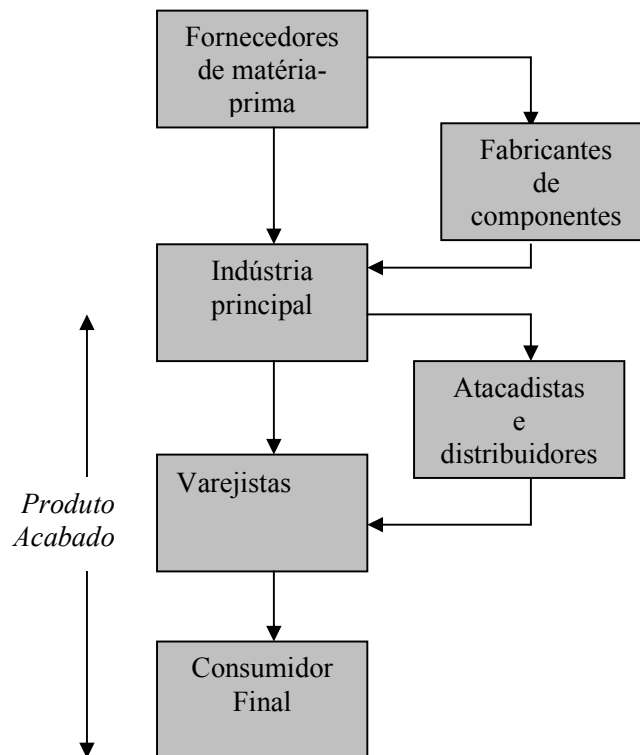 Fornecedores
de matéria-
prima
Fabricantes
de
componentes
Indústria
principal
Atacadistas
e
distribuidores
Varejistas
Produto
Acabado
Consumidor
Final